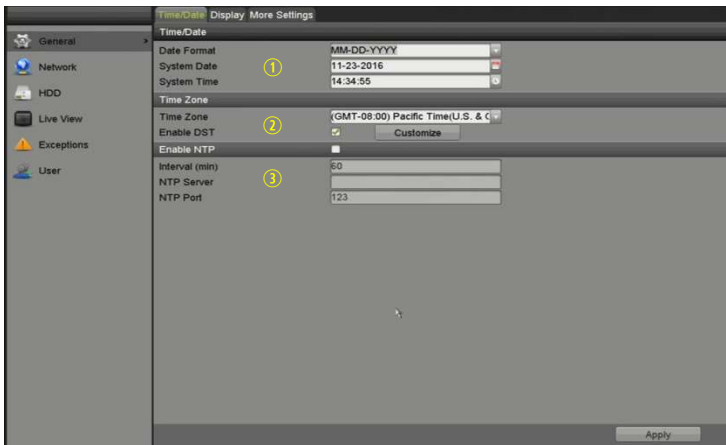 Time/Date Display More Settings
General
Network
HDD
Live View
Exceptions
User
Time/Date
Date Format MM-DD-YYYY
System Date 11-23-2016
System Time 14:34:55
①
Time Zone
Time Zone (GMT-08:00) Pacific Time(U.S. &
Enable DST Customize
②
Enable NTP
Interval (min) 60
NTP Server
NTP Port 123
③
Apply